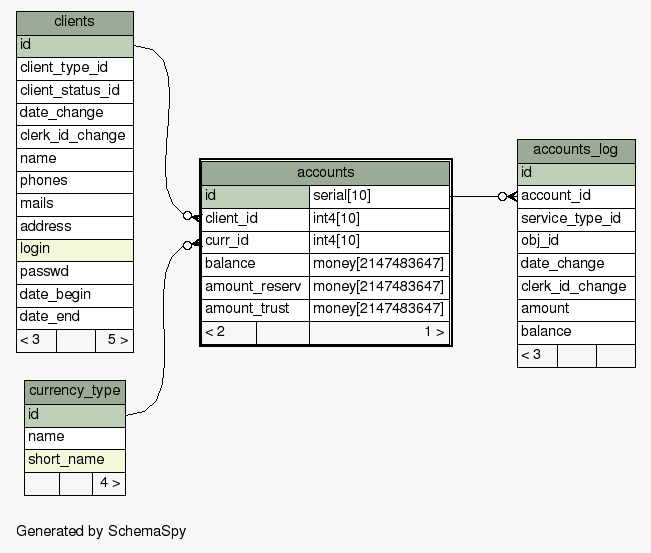 clients
id
client_type_id
client_status_id
date_change
clerk_id_change
name
phones
mails
address
login
passwd
date_begin
date_end
< 3 5 >
accounts
id serial[10]
client_id int4[10]
curr_id int4[10]
balance money[2147483647]
amount_reserv money[2147483647]
amount_trust money[2147483647]
< 2 1 >
accounts_log
id
account_id
service_type_id
obj_id
date_change
clerk_id_change
amount
balance
< 3
currency_type
id
name
short_name
4 >
Generated by SchemaSpy